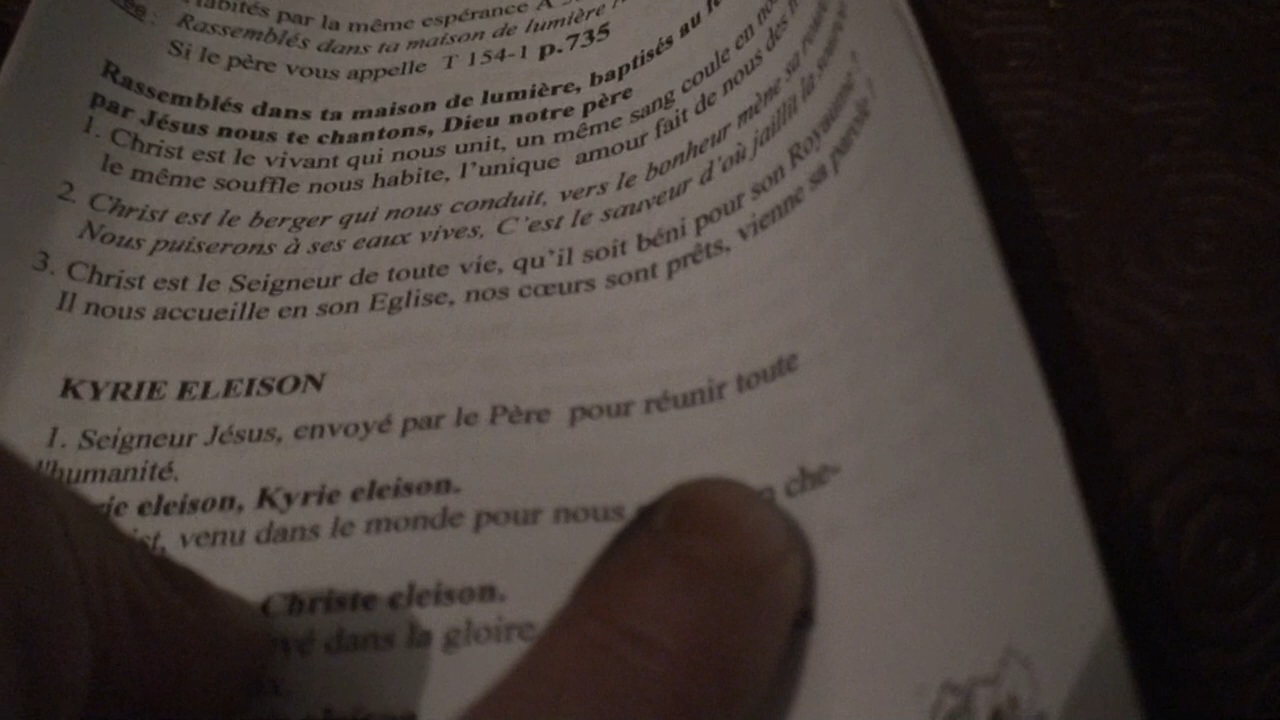 habités par la même espérance
Rassemblés dans ta maison de lumière !
Si le père vous appelle T 154-1 p.735
Rassemblés dans ta maison de lumière, baptisés au
par Jésus nous te chantons, Dieu notre père
1. Christ est le vivant qui nous unit, un même sang coule en
le même souffle nous habite, l'unique amour fait de nous des
2. Christ est le berger qui nous conduit, vers le bonheur mène sa
Nous puiserons à ses eaux vives, C'est le sauveur d'où jaillit la
3. Christ est le Seigneur de toute vie, qu'il soit béni pour son Royaume !
Il nous accueille en son Eglise, nos cœurs sont prêts, vienne sa parole !
KYRIE ELEISON
1. Seigneur Jésus, envoyé par le Père pour réunir toute
l'humanité.
eleison, Kyrie eleison.
venu dans le monde pour nous che-
Christe eleison.
dans la gloire